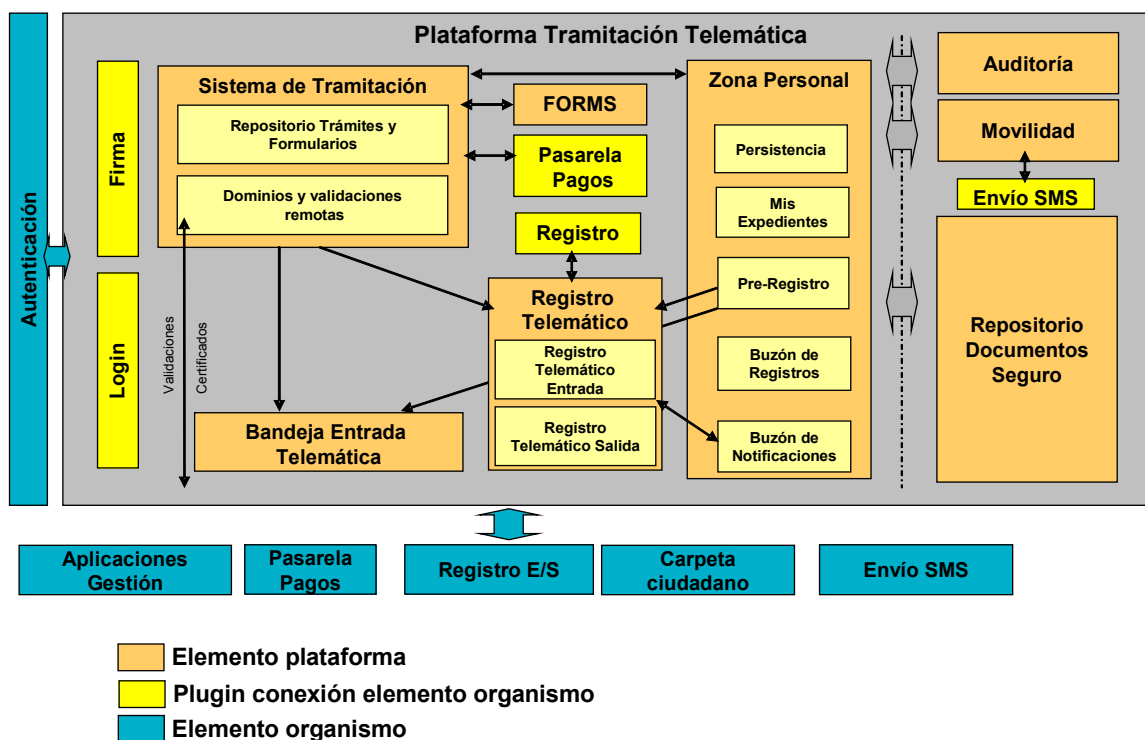 Plataforma Tramitación Telemática
Autenticación
Firma
Login
Sistema de Tramitación
Repositorio Trámites y
Formularios
Dominios y validaciones
remotas
FORMS
Pasarela
Pagos
Registro
Validaciones
Certificados
Registro
Telemático
Registro
Telemático
Entrada
Registro
Telemático Salida
Bandeja Entrada
Telemática
Zona Personal
Persistencia
Mis
Expedientes
Pre-Registro
Buzón de
Registros
Buzón de
Notificaciones
Auditoría
Movilidad
Envío SMS
Repositorio
Documentos
Seguro
Aplicaciones
Gestión
Pasarela
Pagos
Registro E/S
Carpeta
ciudadano
Envío SMS
Elemento plataforma
Plugin conexión elemento organismo
Elemento organismo